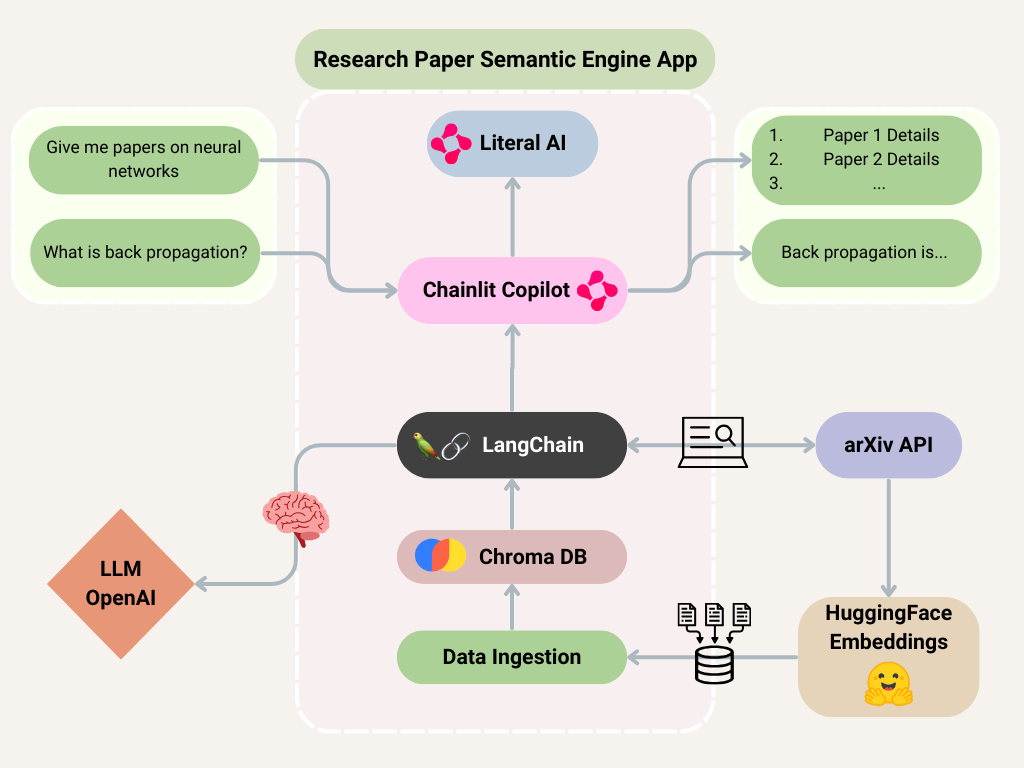 Research Paper Semantic Engine App
Give me papers on neural
networks
What is back propagation?
Literal AI
Chainlit Copilot
1. Paper 1 Details
2. Paper 2 Details
3. ...
Back propagation is...
LangChain
arXiv API
Chroma DB
LLM
OpenAI
Data Ingestion
HuggingFace
Embeddings